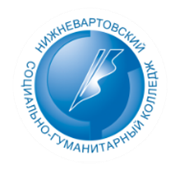 НИЖНЕВАРТОВСКИЙ
СОЦИАЛЬНО-ГУМАНИТАРНЫЙ КОЛЛЕДЖ